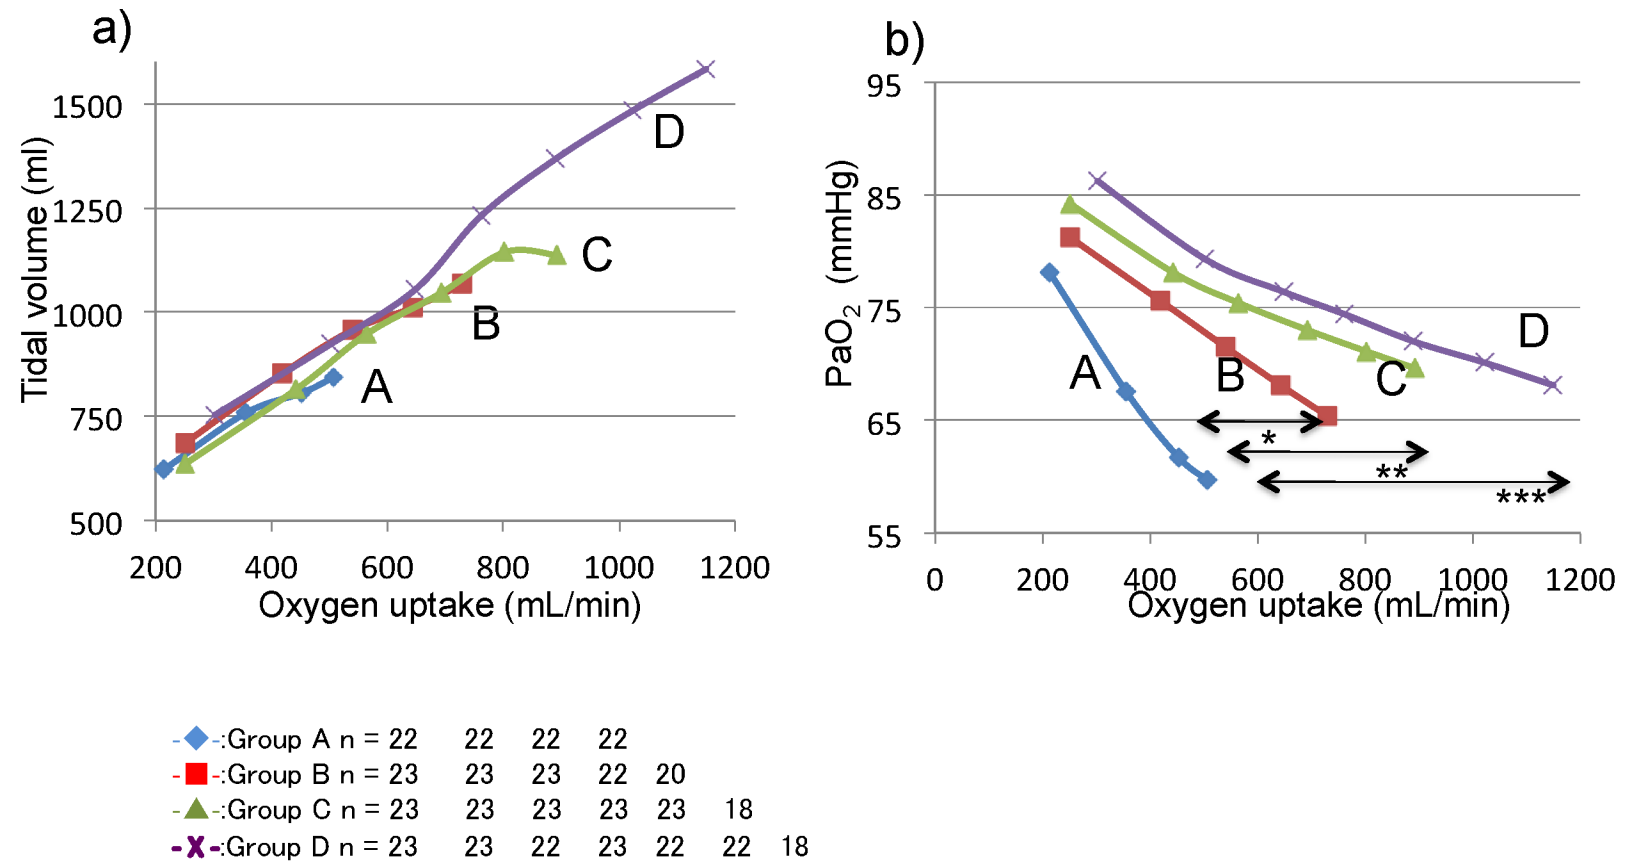 a)
1500
1250
1000
750
500
Tidal volume (ml)
D
C
B
A
200 400 600 800 1000 1200
Oxygen uptake (mL/min)
b)
95
85
75
65
55
PaO2 (mmHg)
D
A B C
*
**
***
0 200 400 600 800 1000 1200
Oxygen uptake (mL/min)
:Group A n = 22 22 22 22
:Group B n = 23 23 23 22 20
:Group C n = 23 23 23 23 23 18
:Group D n = 23 23 22 23 22 22 18